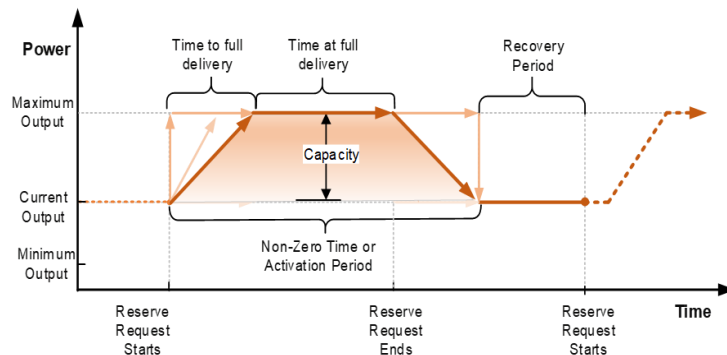 Power
Time to full
delivery
Time at full
delivery
Recovery
Period
Maximum
Output
Capacity
Current
Output
Non-Zero Time or
Activation Period
Minimum
Output
Reserve
Request
Starts
Reserve
Request
Ends
Reserve
Request
Starts
Time